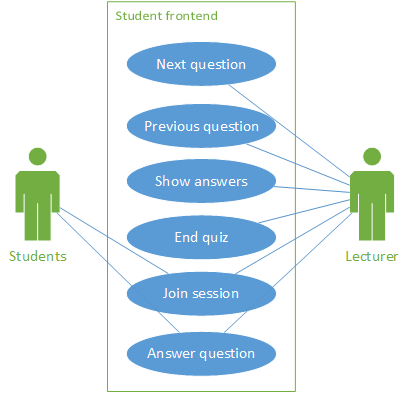 Student frontend
Next question
Previous question
Show answers
End quiz
Students
Lecturer
Join session
Answer question